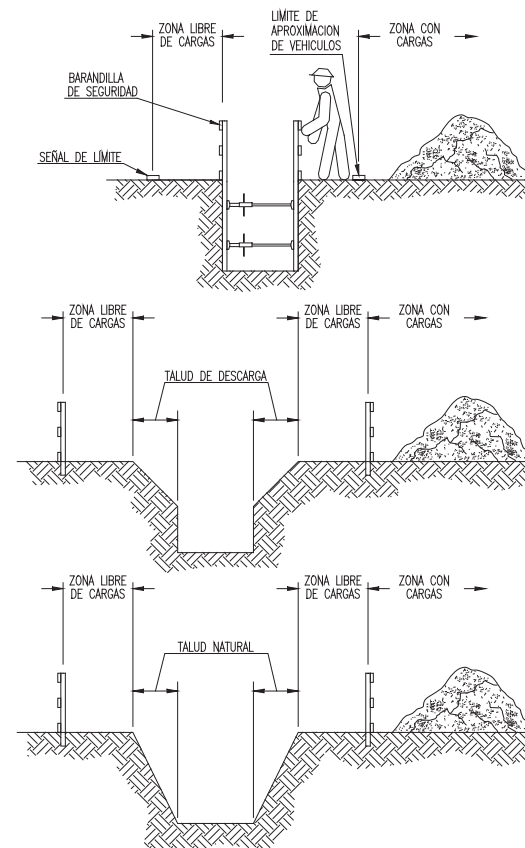 ZONA LIBRE
DE CARGAS
LÍMITE DE
APROXIMACION
DE VEHICULOS
ZONA CON
CARGAS
BARANDILLA
DE SEGURIDAD
SEÑAL DE LÍMITE
ZONA LIBRE
DE CARGAS
ZONA LIBRE
DE CARGAS
ZONA CON
CARGAS
TALUD DE DESCARGA
ZONA LIBRE
DE CARGAS
ZONA LIBRE
DE CARGAS
ZONA CON
CARGAS
TALUD NATURAL